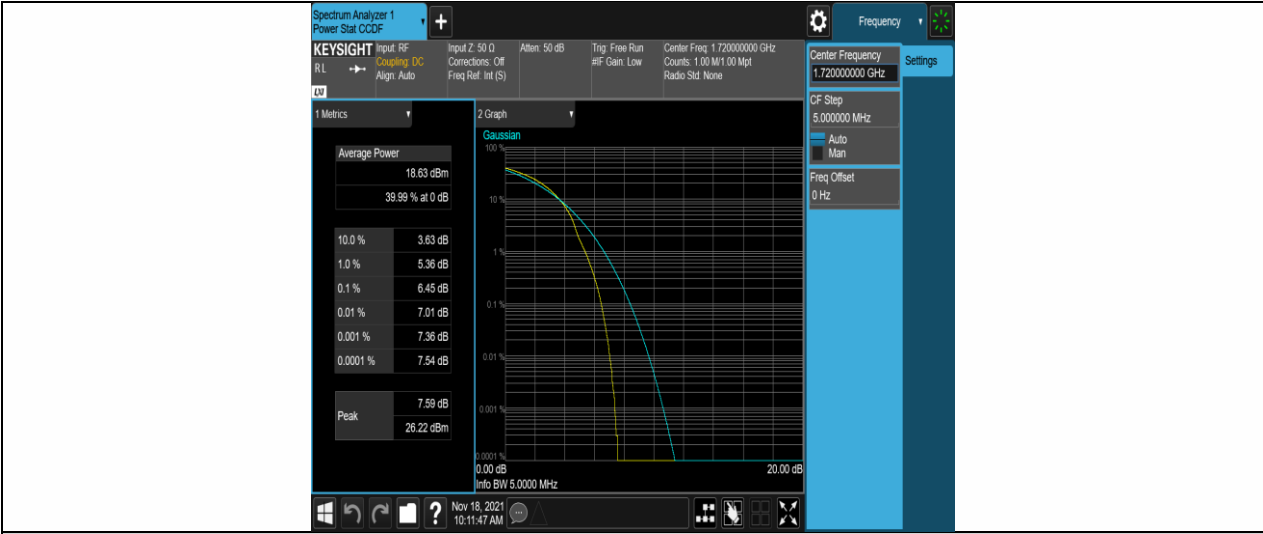 Spectrum Analyzer 1
Power Stat CCDF
+
Frequency
KEYSIGHT
RL
LXI
Input: RF
Coupling: DC
Align: Auto
Input Z: 50 Ω
Corrections: Off
Freq Ref: Int (S)
Atten: 50 dB
Trig: Free Run
#IF Gain: Low
Center Freq: 1.720000000 GHz
Counts: 1.00 M/1.00 Mpt
Radio Std: None
Center Frequency
1.720000000 GHz
Settings
CF Step
5.000000 MHz
Auto
Man
Freq Offset
0 Hz
1 Metrics
Average Power
18.63 dBm
39.99 % at 0 dB
10.0 % 3.63 dB
1.0 % 5.36 dB
0.1 % 6.45 dB
0.01 % 7.01 dB
0.001 % 7.36 dB
0.0001 % 7.54 dB
Peak
7.59 dB
26.22 dBm
2 Graph
Gaussian
100 %
10 %
1 %
0.1 %
0.01 %
0.001 %
0.0001 %
0.00 dB 20.00 dB
Info BW 5.0000 MHz
?
Nov 18, 2021
10:11:47 AM